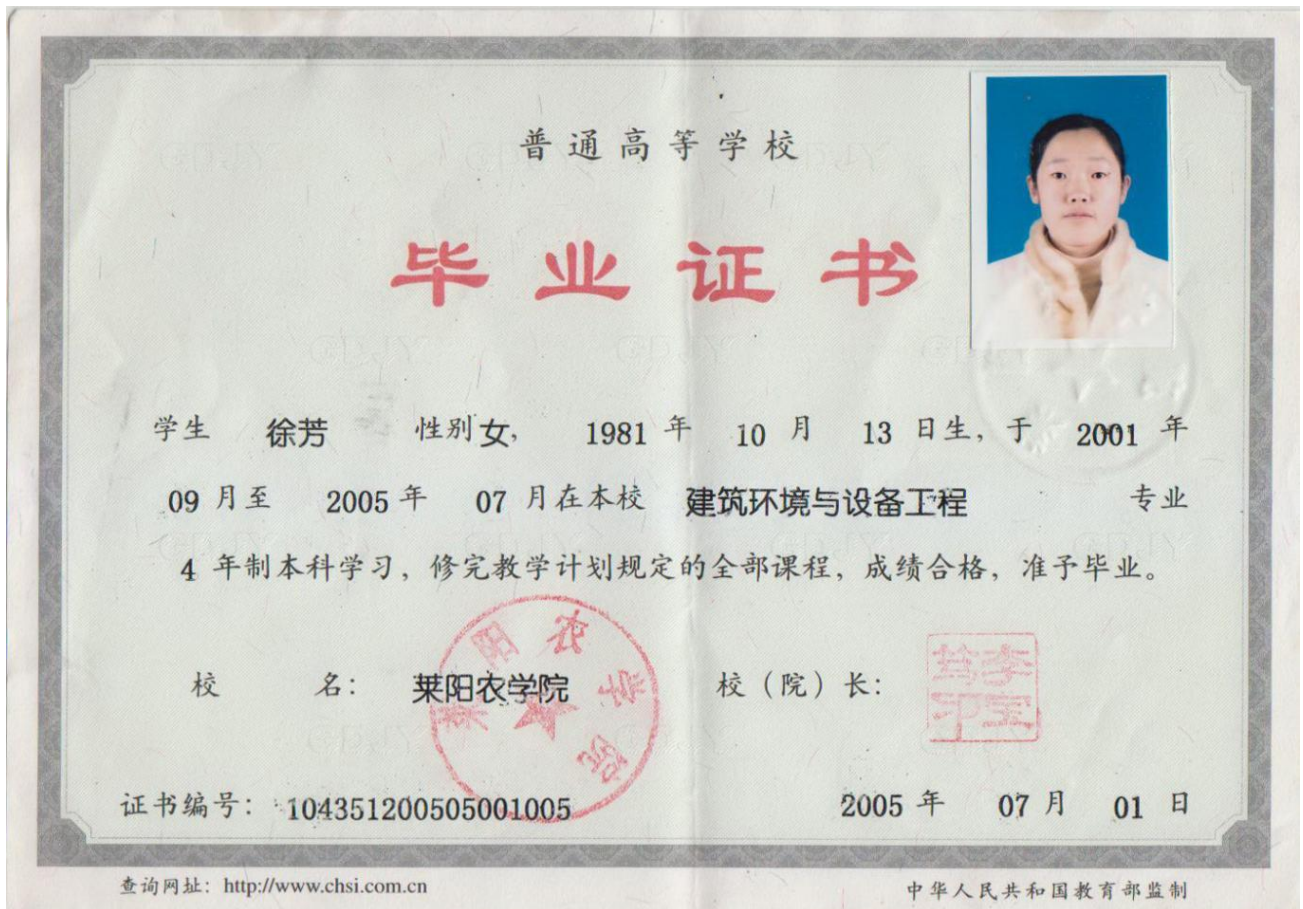 普通高等学校
毕业证书
学生 徐芳 性别 女, 1981 年 10 月 13 日生, 于 2001 年
09 月至 2005 年 07 月在本校 建筑环境与设备工程 专业
4 年制本科学习, 修完教学计划规定的全部课程, 成绩合格, 准予毕业。
校 名: 莱阳农学院 校(院)长:
莱阳农学院
证书编号: 104351200505001005 2005 年 07 月 01 日
查询网址: http://www.chsi.com.cn 中华人民共和国教育部监制